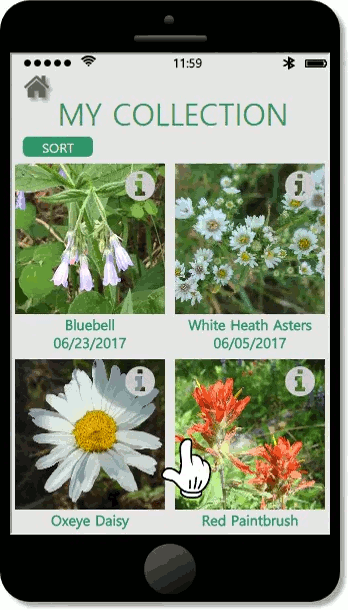 11:59
MY COLLECTION
SORT
i i
Bluebell White Heath Asters
06/23/2017 06/05/2017
i i
Oxeye Daisy Red Paintbrush